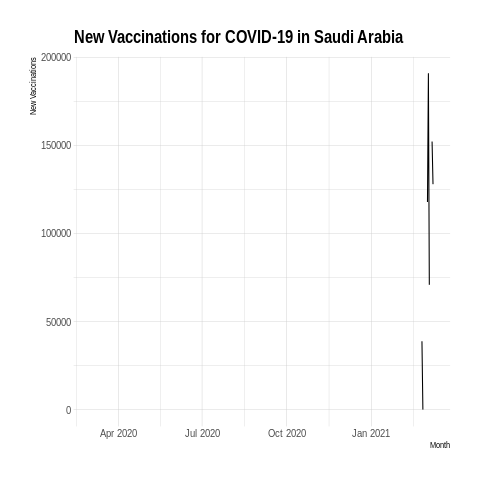 New Vaccinations for COVID-19 in Saudi Arabia
New Vaccinations
200000
150000
100000
50000
0
Apr 2020
Jul 2020
Oct 2020
Jan 2021
Month